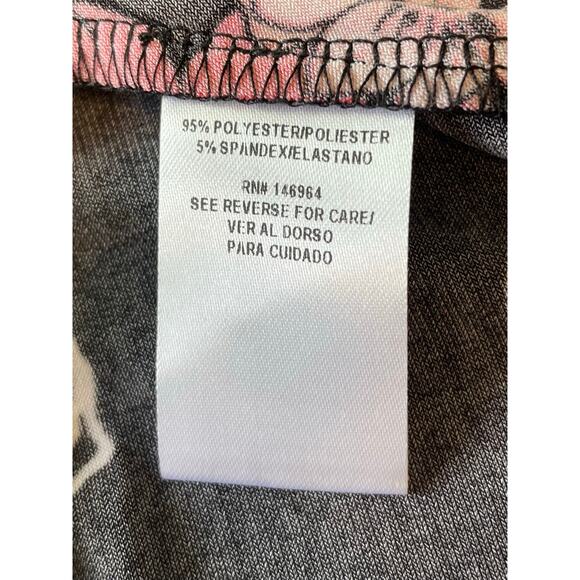 95% POLYESTER/POLIESTER
5% SPANDEX/ELASTANO
RN# 146964
SEE REVERSE FOR CARE/
VER AL DORSO
PARA CUIDADO